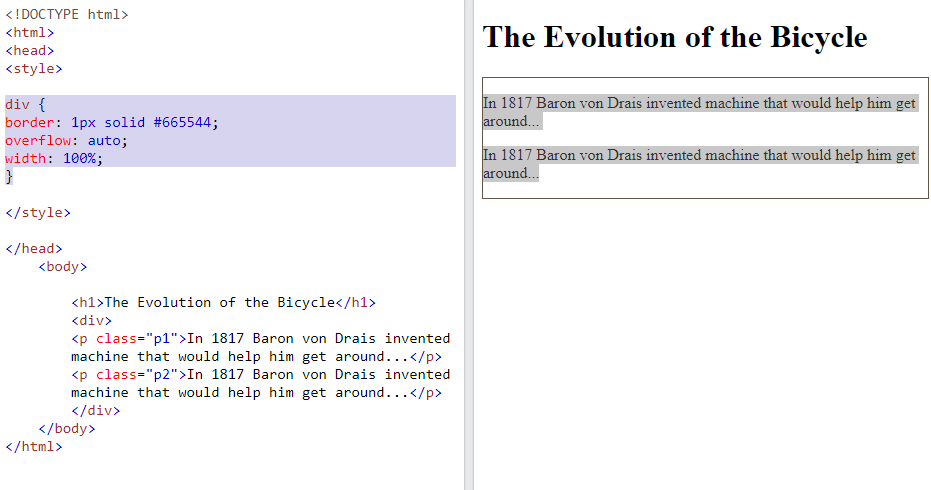 <!DOCTYPE html>
<html>
<head>
<style>
div {
border: 1px solid #665544;
overflow: auto;
width: 100%;
}
</style>
</head>
<body>
<h1>The Evolution of the Bicycle</h1>
<div>
<p class="p1">In 1817 Baron von Drais invented
machine that would help him get around...</p>
<p class="p2">In 1817 Baron von Drais invented
machine that would help him get around...</p>
</div>
</body>
</html>
The Evolution of the Bicycle
In 1817 Baron von Drais invented machine that would help him get
around...
In 1817 Baron von Drais invented machine that would help him get
around...